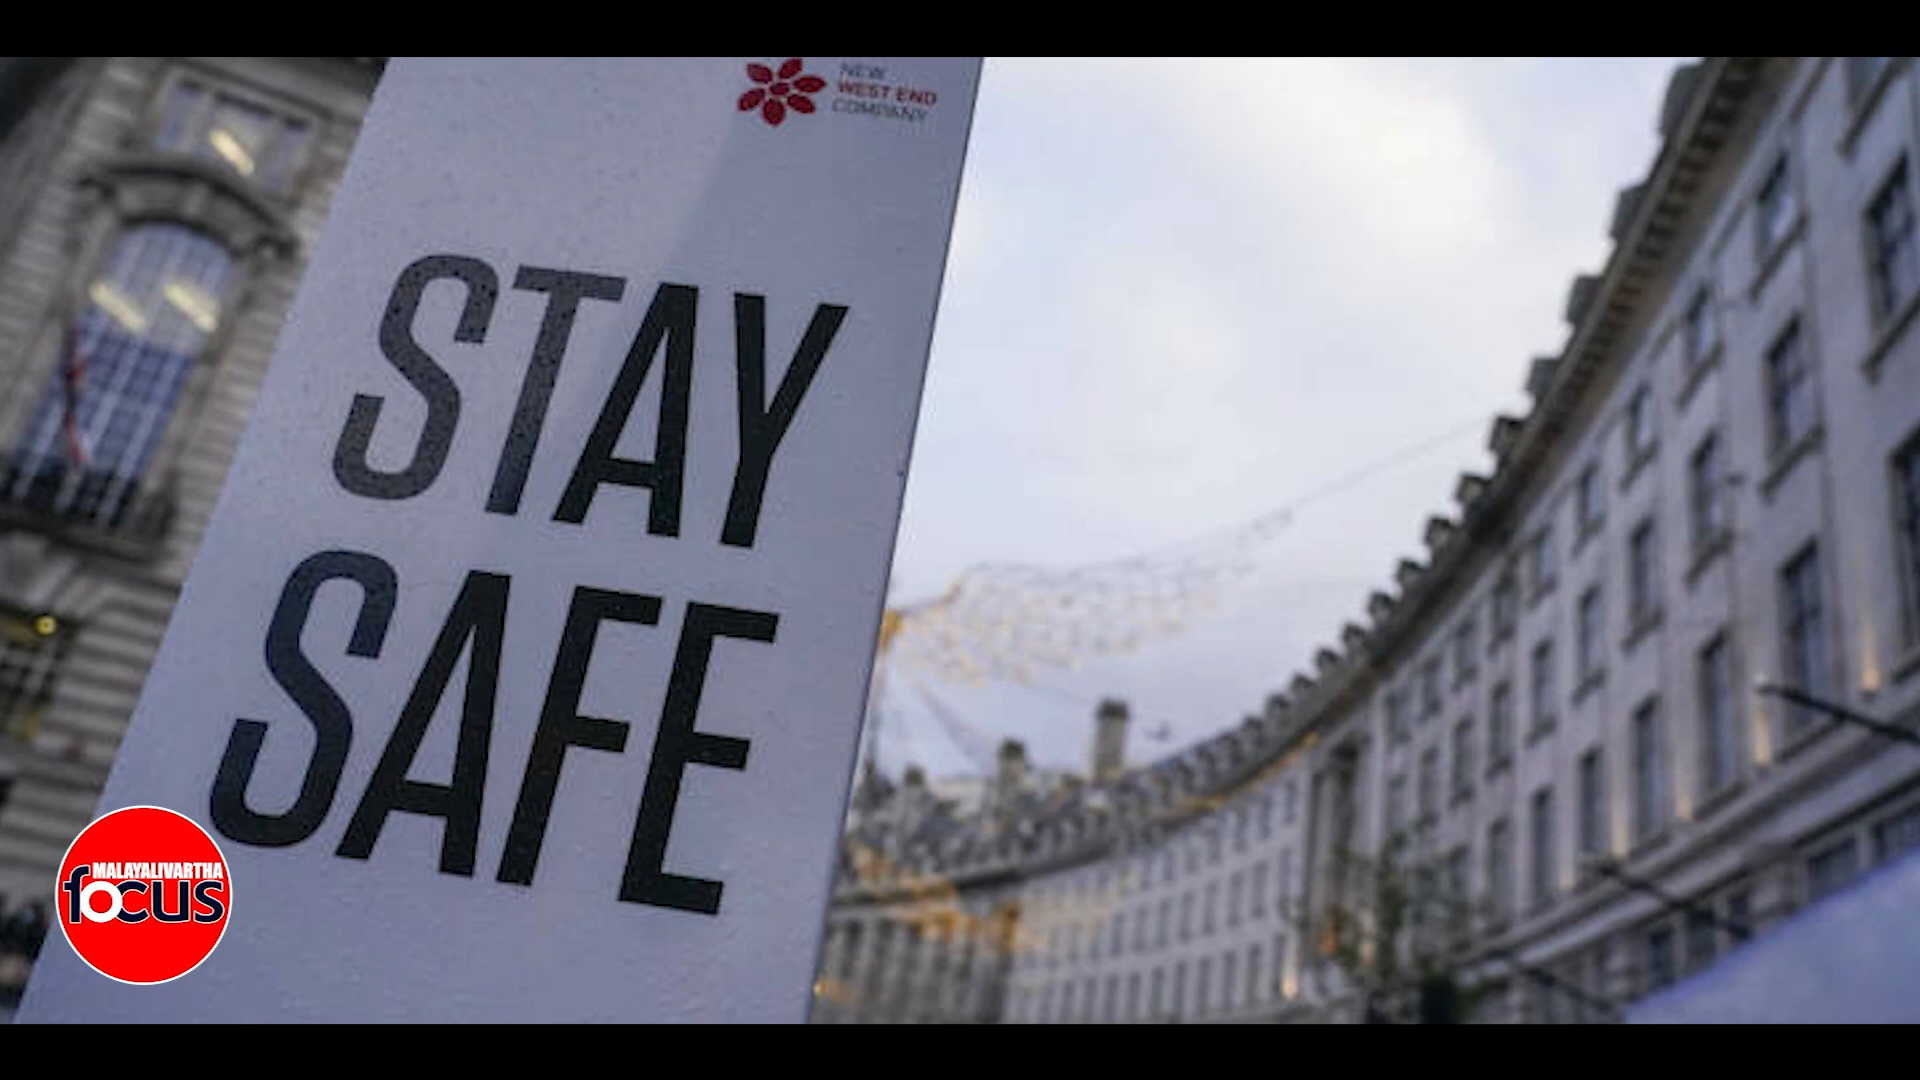 NEW
WEST END
COMPANY
STAY
SAFE
MALAYALIVARTHA
focus